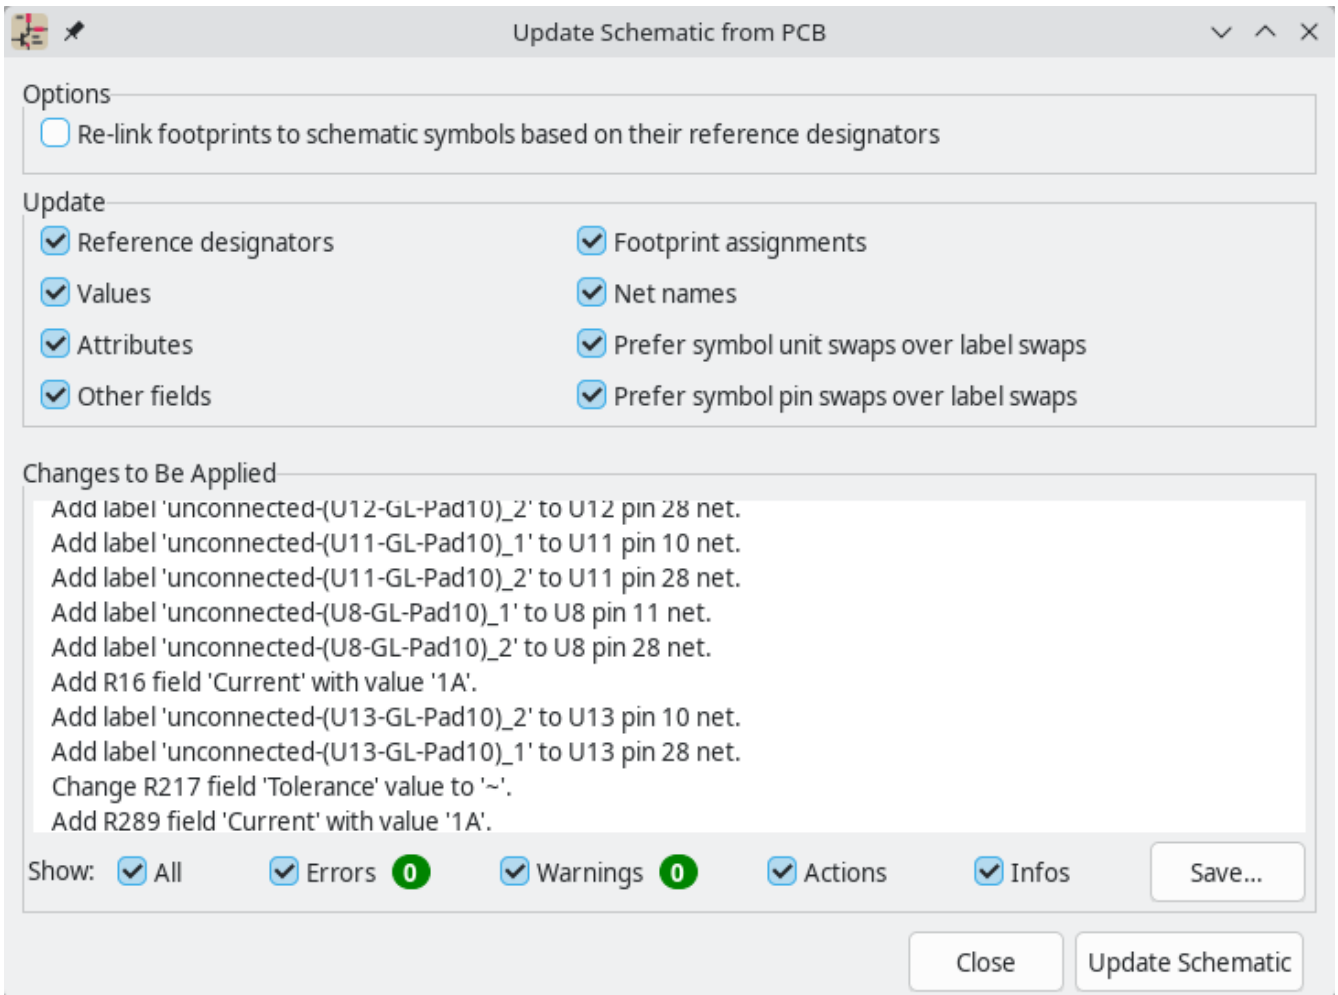 Update Schematic from PCB
Options
Re-link footprints to schematic symbols based on their reference designators
Update
Reference designators
Footprint assignments
Values
Net names
Attributes
Prefer symbol unit swaps over label swaps
Other fields
Prefer symbol pin swaps over label swaps
Changes to Be Applied
Add label 'unconnected-(U12-GL-Pad10)_2' to U12 pin 28 net.
Add label 'unconnected-(U11-GL-Pad10)_1' to U11 pin 10 net.
Add label 'unconnected-(U11-GL-Pad10)_2' to U11 pin 28 net.
Add label 'unconnected-(U8-GL-Pad10)_1' to U8 pin 11 net.
Add label 'unconnected-(U8-GL-Pad10)_2' to U8 pin 28 net.
Add R16 field 'Current' with value '1A'.
Add label 'unconnected-(U13-GL-Pad10)_2' to U13 pin 10 net.
Add label 'unconnected-(U13-GL-Pad10)_1' to U13 pin 28 net.
Change R217 field 'Tolerance' value to '~'.
Add R289 field 'Current' with value '1A'.
Show: All Errors 0 Warnings 0 Actions Infos Save...
Close Update Schematic